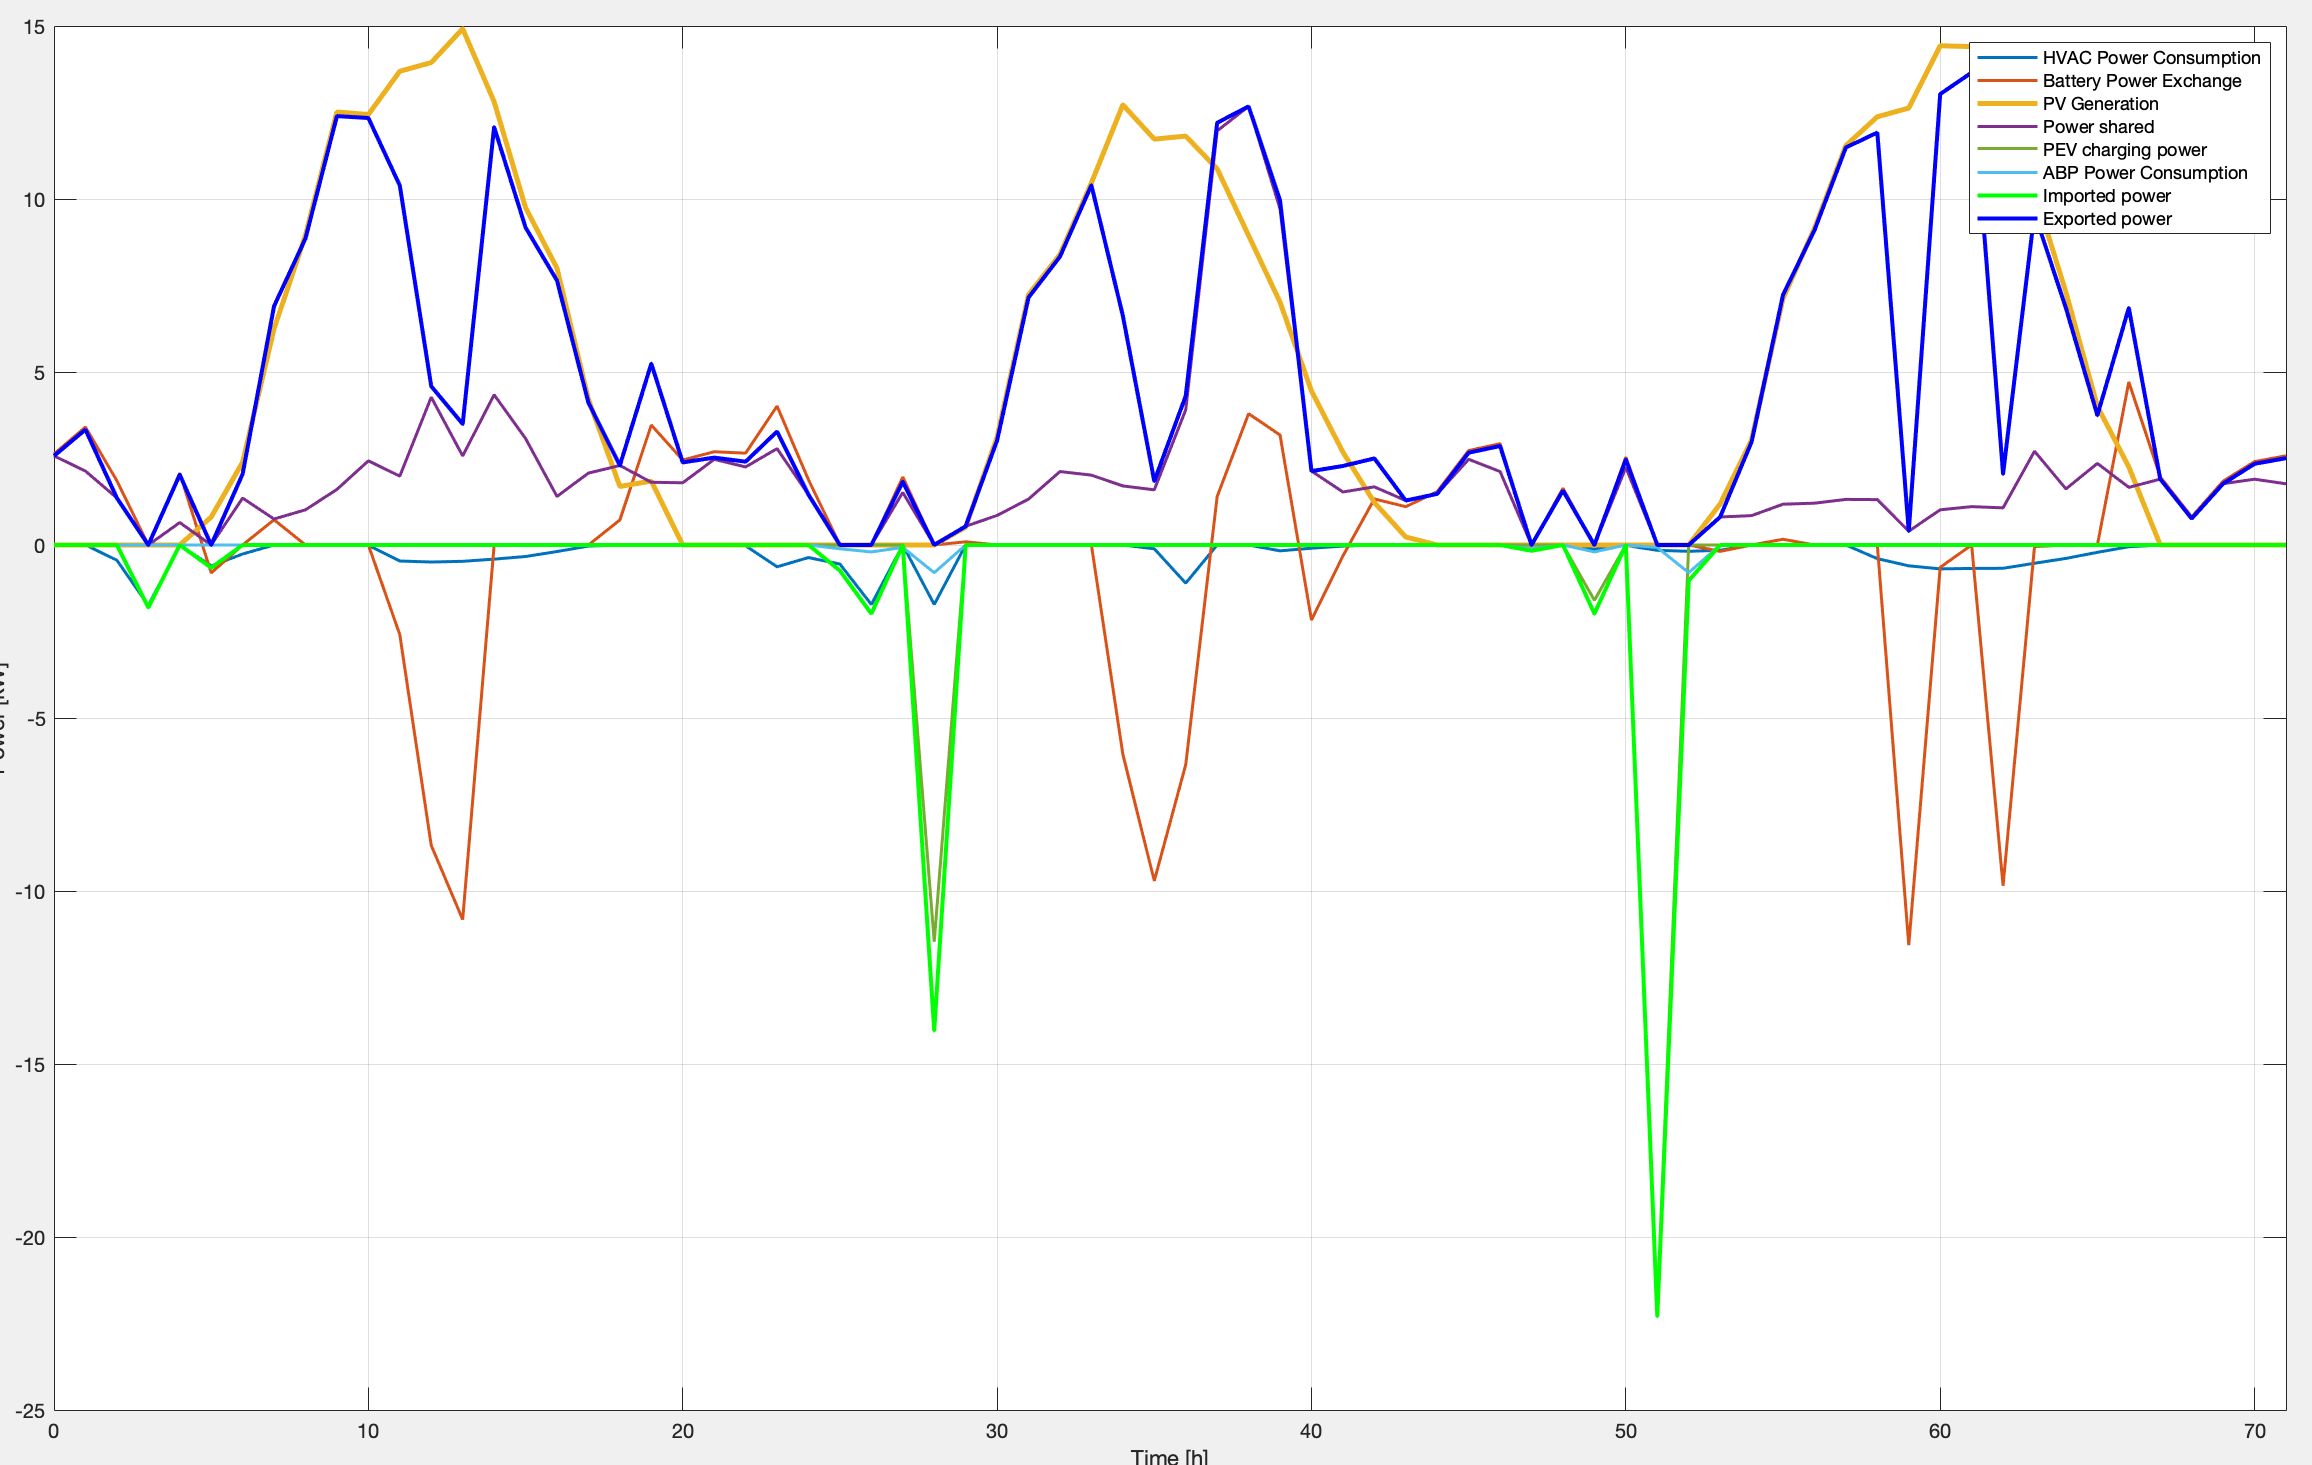 15
10
5
0
-5
-10
-15
-20
-25
0 10 20 30 40 50 60 70
Time [h]
HVAC Power Consumption
Battery Power Exchange
PV Generation
Power shared
PEV charging power
ABP Power Consumption
Imported power
Exported power